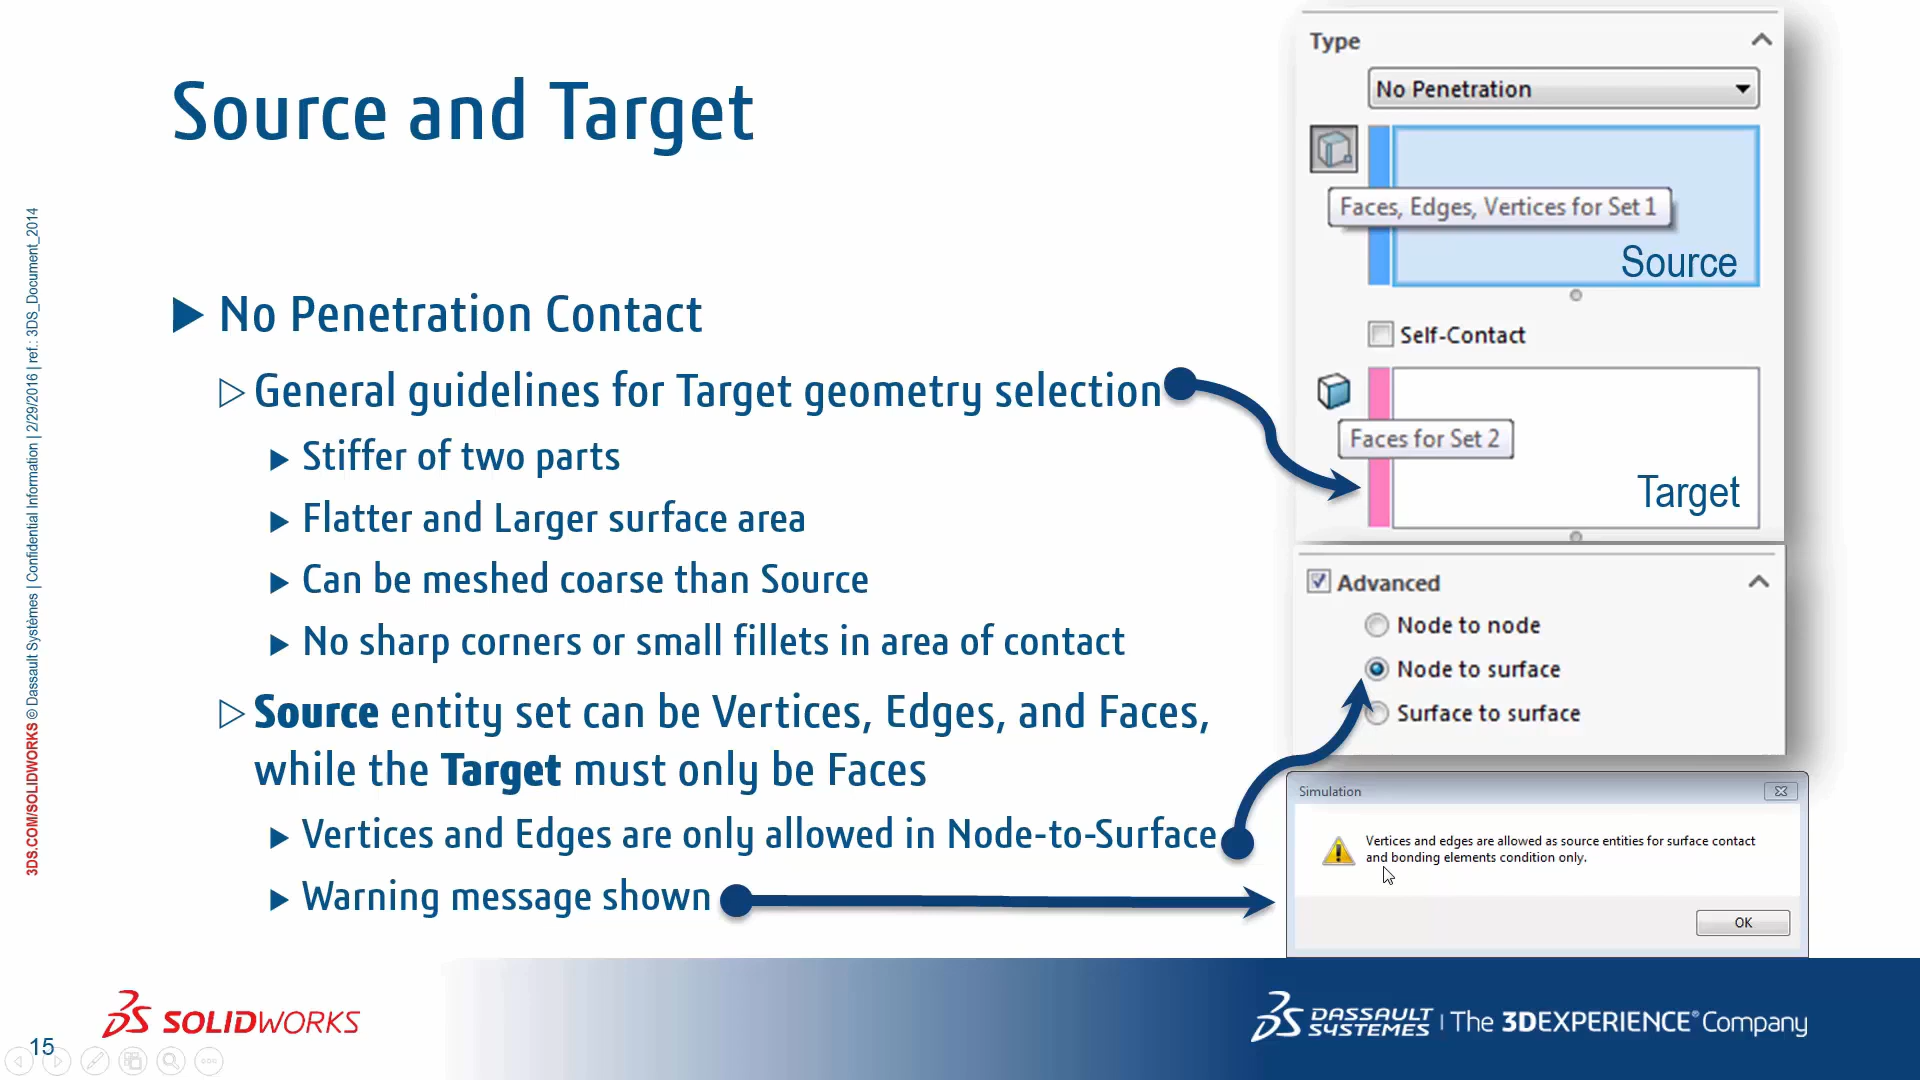 Source and Target
No Penetration Contact
General guidelines for Target geometry selection
Stiffer of two parts
Flatter and Larger surface area
Can be meshed coarse than Source
No sharp corners or small fillets in area of contact
Source entity set can be Vertices, Edges, and Faces,
while the Target must only be Faces
Vertices and Edges are only allowed in Node-to-Surface
Warning message shown
Type
No Penetration
Faces, Edges, Vertices for Set 1
Source
Self-Contact
Faces for Set 2
Target
Advanced
Node to node
Node to surface
Surface to surface
Simulation
Vertices and edges are allowed as source entities for surface contact
and bonding elements condition only.
OK
3DS.COM/SOLIDWORKS © Dassault Systèmes | Confidential Information | 2/29/2016 | ref.: 3DS_Document_2014
15
SOLIDWORKS
DASSAULT SYSTEMES | The 3DEXPERIENCE® Company